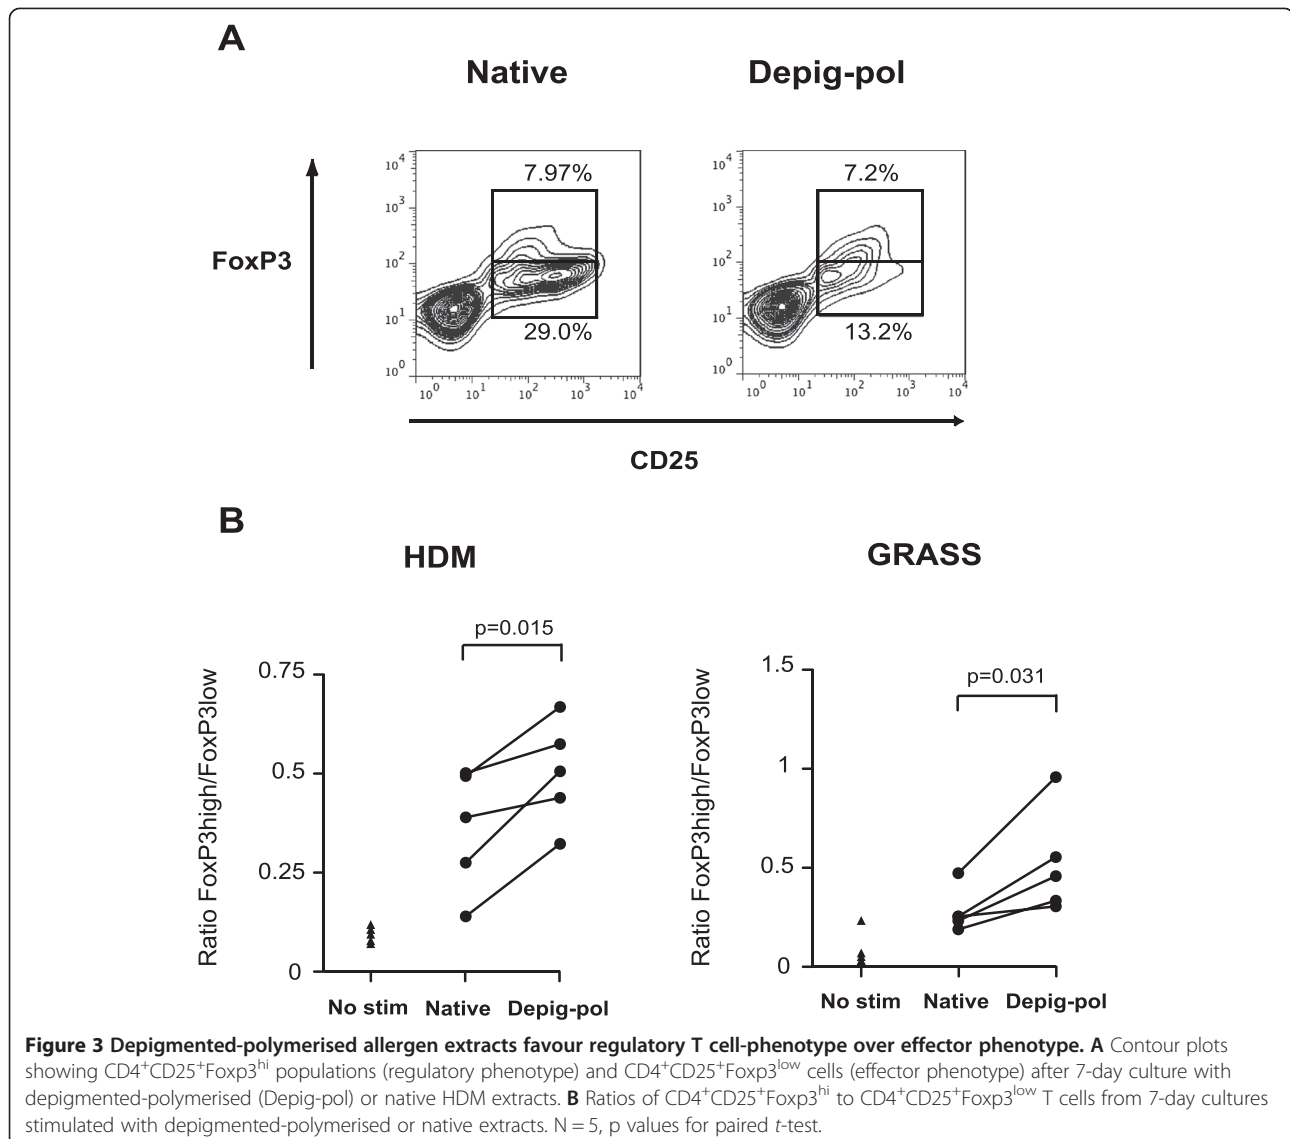 A
Native Depig-pol
10⁴ 10⁴
7.97% 7.2%
10³ 10³
FoxP3 10² 10²
10¹ 10¹
29.0% 13.2%
10⁰ 10⁰
10⁰ 10¹ 10² 10³ 10⁴ 10⁰ 10¹ 10² 10³ 10⁴
CD25
B
HDM GRASS
p=0.015
Ratio FoxP3high/FoxP3low
0.75
0.5
0.25
0
No stim Native Depig-pol
p=0.031
Ratio FoxP3high/FoxP3low
1.5
1
0.5
0
No stim Native Depig-pol
Figure 3 Depigmented-polymerised allergen extracts favour regulatory T cell-phenotype over effector phenotype. A Contour plots
showing CD4⁺CD25⁺Foxp3ʰⁱ populations (regulatory phenotype) and CD4⁺CD25⁺Foxp3ˡᵒʷ cells (effector phenotype) after 7-day culture with
depigmented-polymerised (Depig-pol) or native HDM extracts. B Ratios of CD4⁺CD25⁺Foxp3ʰⁱ to CD4⁺CD25⁺Foxp3ˡᵒʷ T cells from 7-day cultures
stimulated with depigmented-polymerised or native extracts. N = 5, p values for paired t-test.